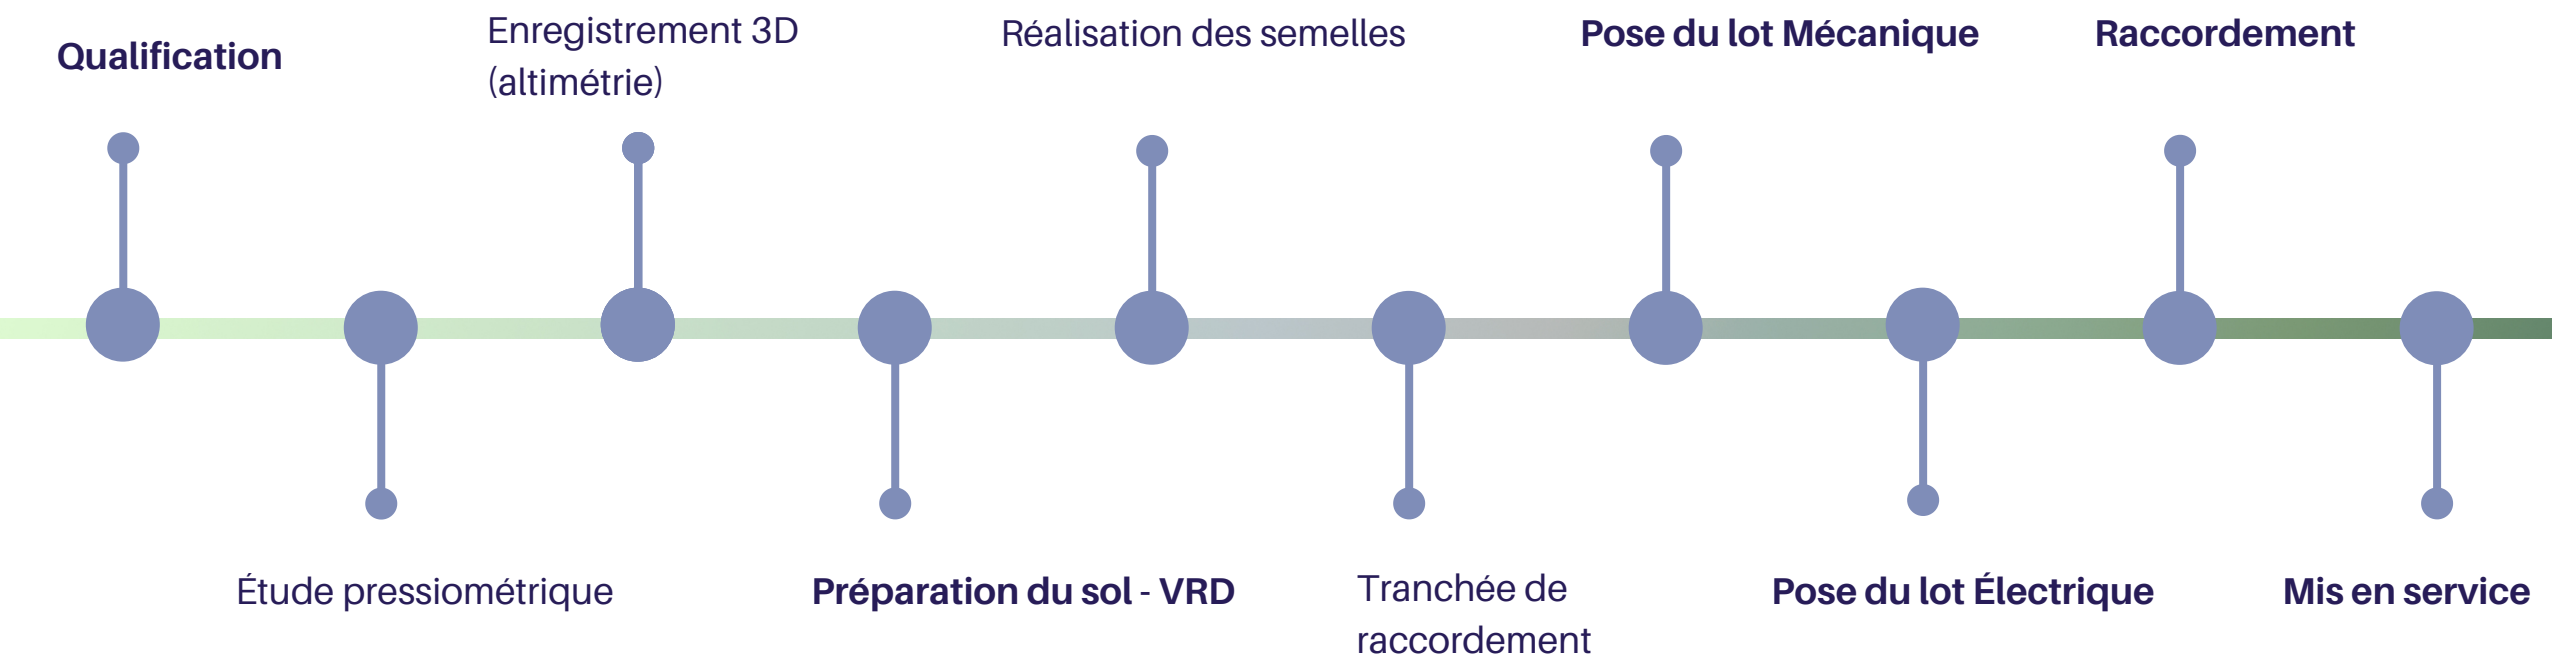 Qualification
Étude pressiométrique
Enregistrement 3D
(altimétrie)
Préparation du sol - VRD
Réalisation des semelles
Tranchée de
raccordement
Pose du lot Mécanique
Pose du lot Électrique
Raccordement
Mis en service